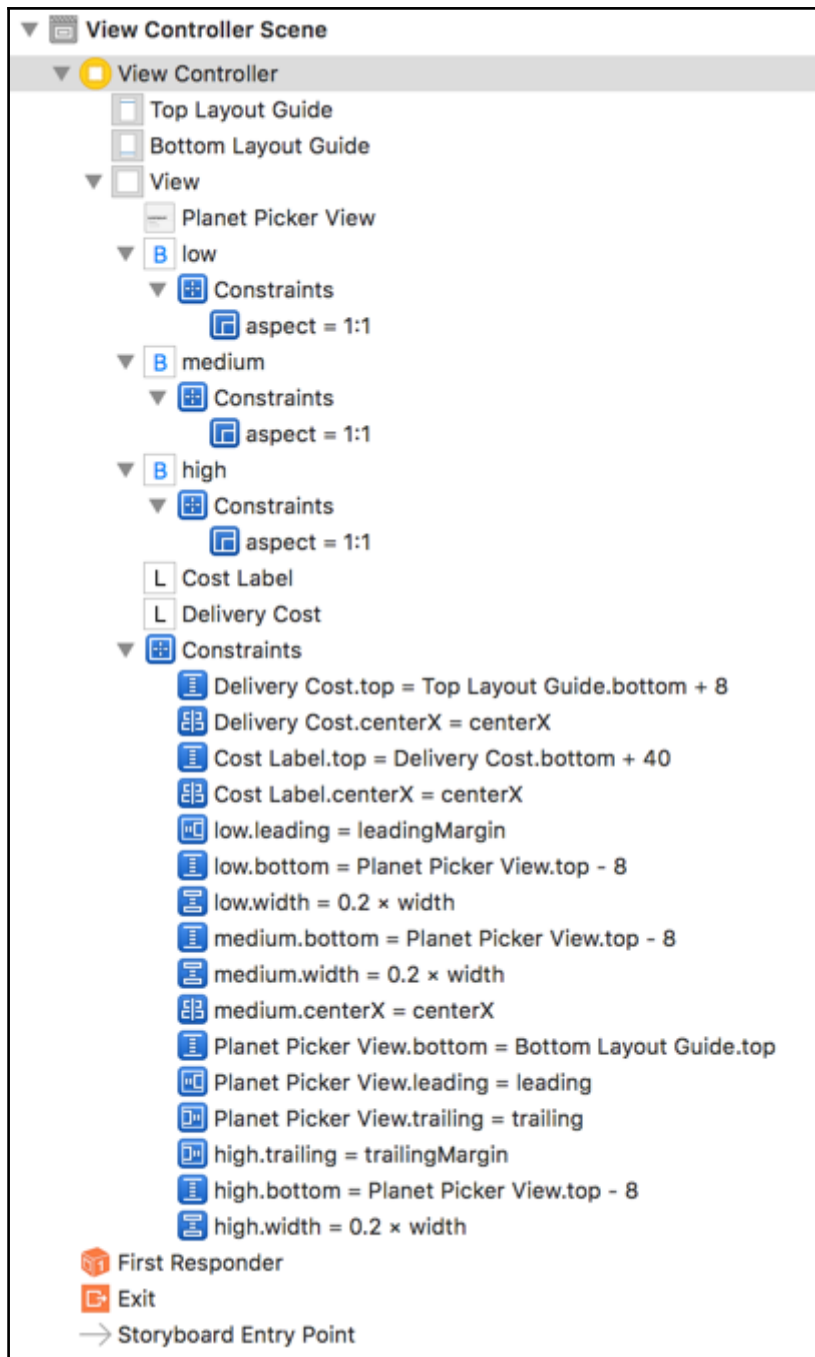 View Controller Scene
View Controller
Top Layout Guide
Bottom Layout Guide
View
Planet Picker View
B low
Constraints
aspect = 1:1
B medium
Constraints
aspect = 1:1
B high
Constraints
aspect = 1:1
L Cost Label
L Delivery Cost
Constraints
Delivery Cost.top = Top Layout Guide.bottom + 8
Delivery Cost.centerX = centerX
Cost Label.top = Delivery Cost.bottom + 40
Cost Label.centerX = centerX
low.leading = leadingMargin
low.bottom = Planet Picker View.top - 8
low.width = 0.2 × width
medium.bottom = Planet Picker View.top - 8
medium.width = 0.2 × width
medium.centerX = centerX
Planet Picker View.bottom = Bottom Layout Guide.top
Planet Picker View.leading = leading
Planet Picker View.trailing = trailing
high.trailing = trailingMargin
high.bottom = Planet Picker View.top - 8
high.width = 0.2 × width
1 First Responder
Exit
Storyboard Entry Point